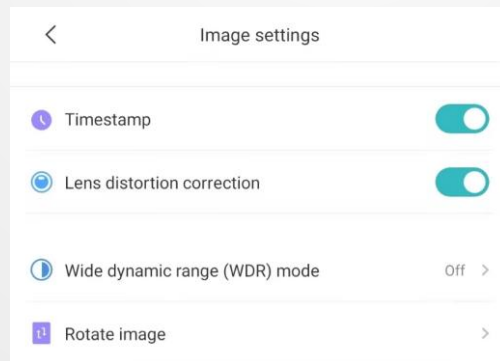 Image settings
Timestamp
Lens distortion correction
Wide dynamic range (WDR) mode Off
Rotate image